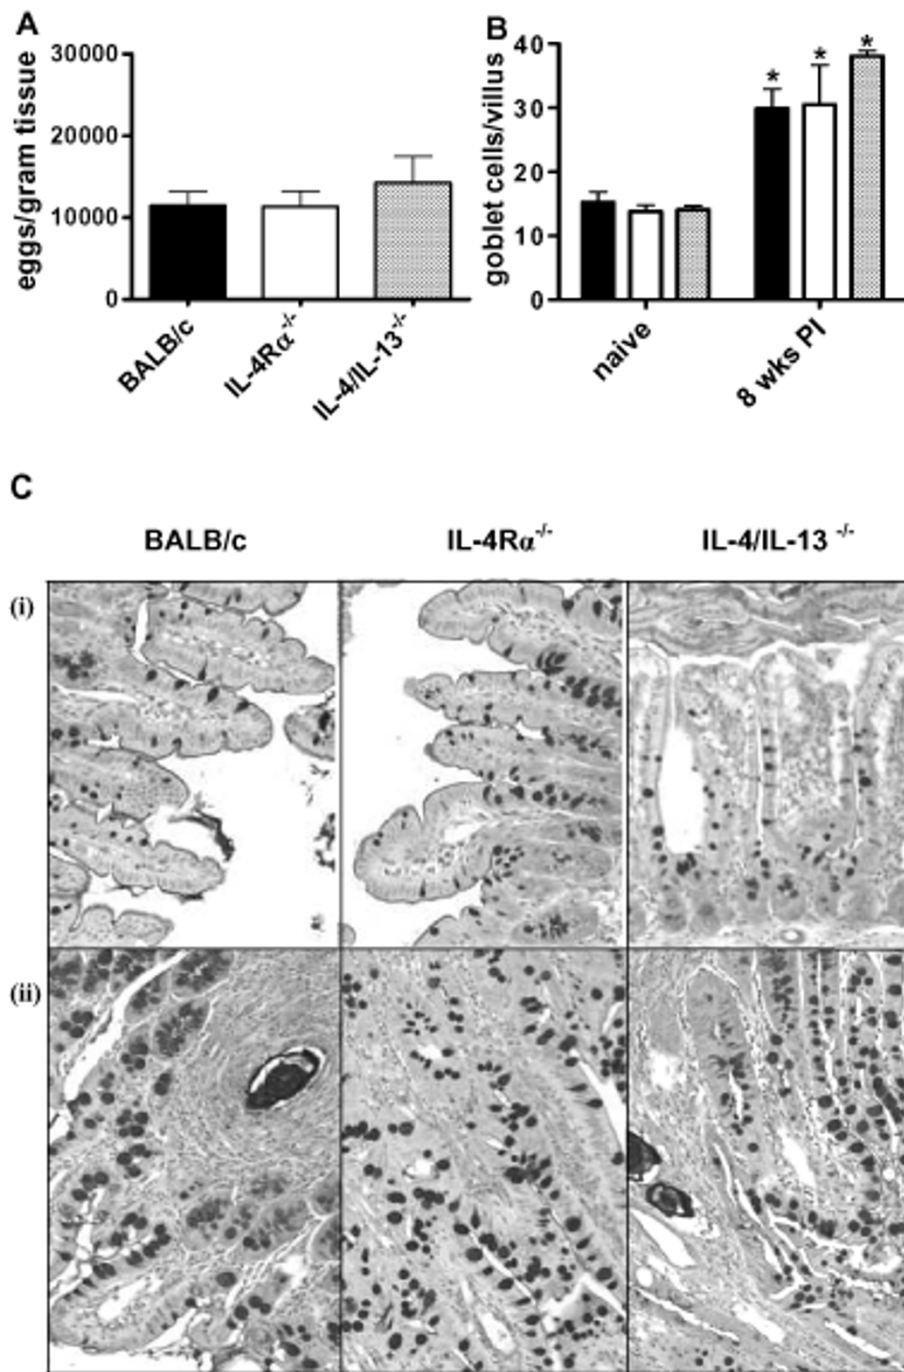 A
eggs/gram tissue
30000
20000
10000
0
BALB/c
IL-4Rα-/-
IL-4/IL-13-/-
B
goblet cells/villus
40
30
20
10
0
* * *
naive
8 wks PI
C
BALB/c IL-4Rα-/- IL-4/IL-13 -/-
(i)
(ii)